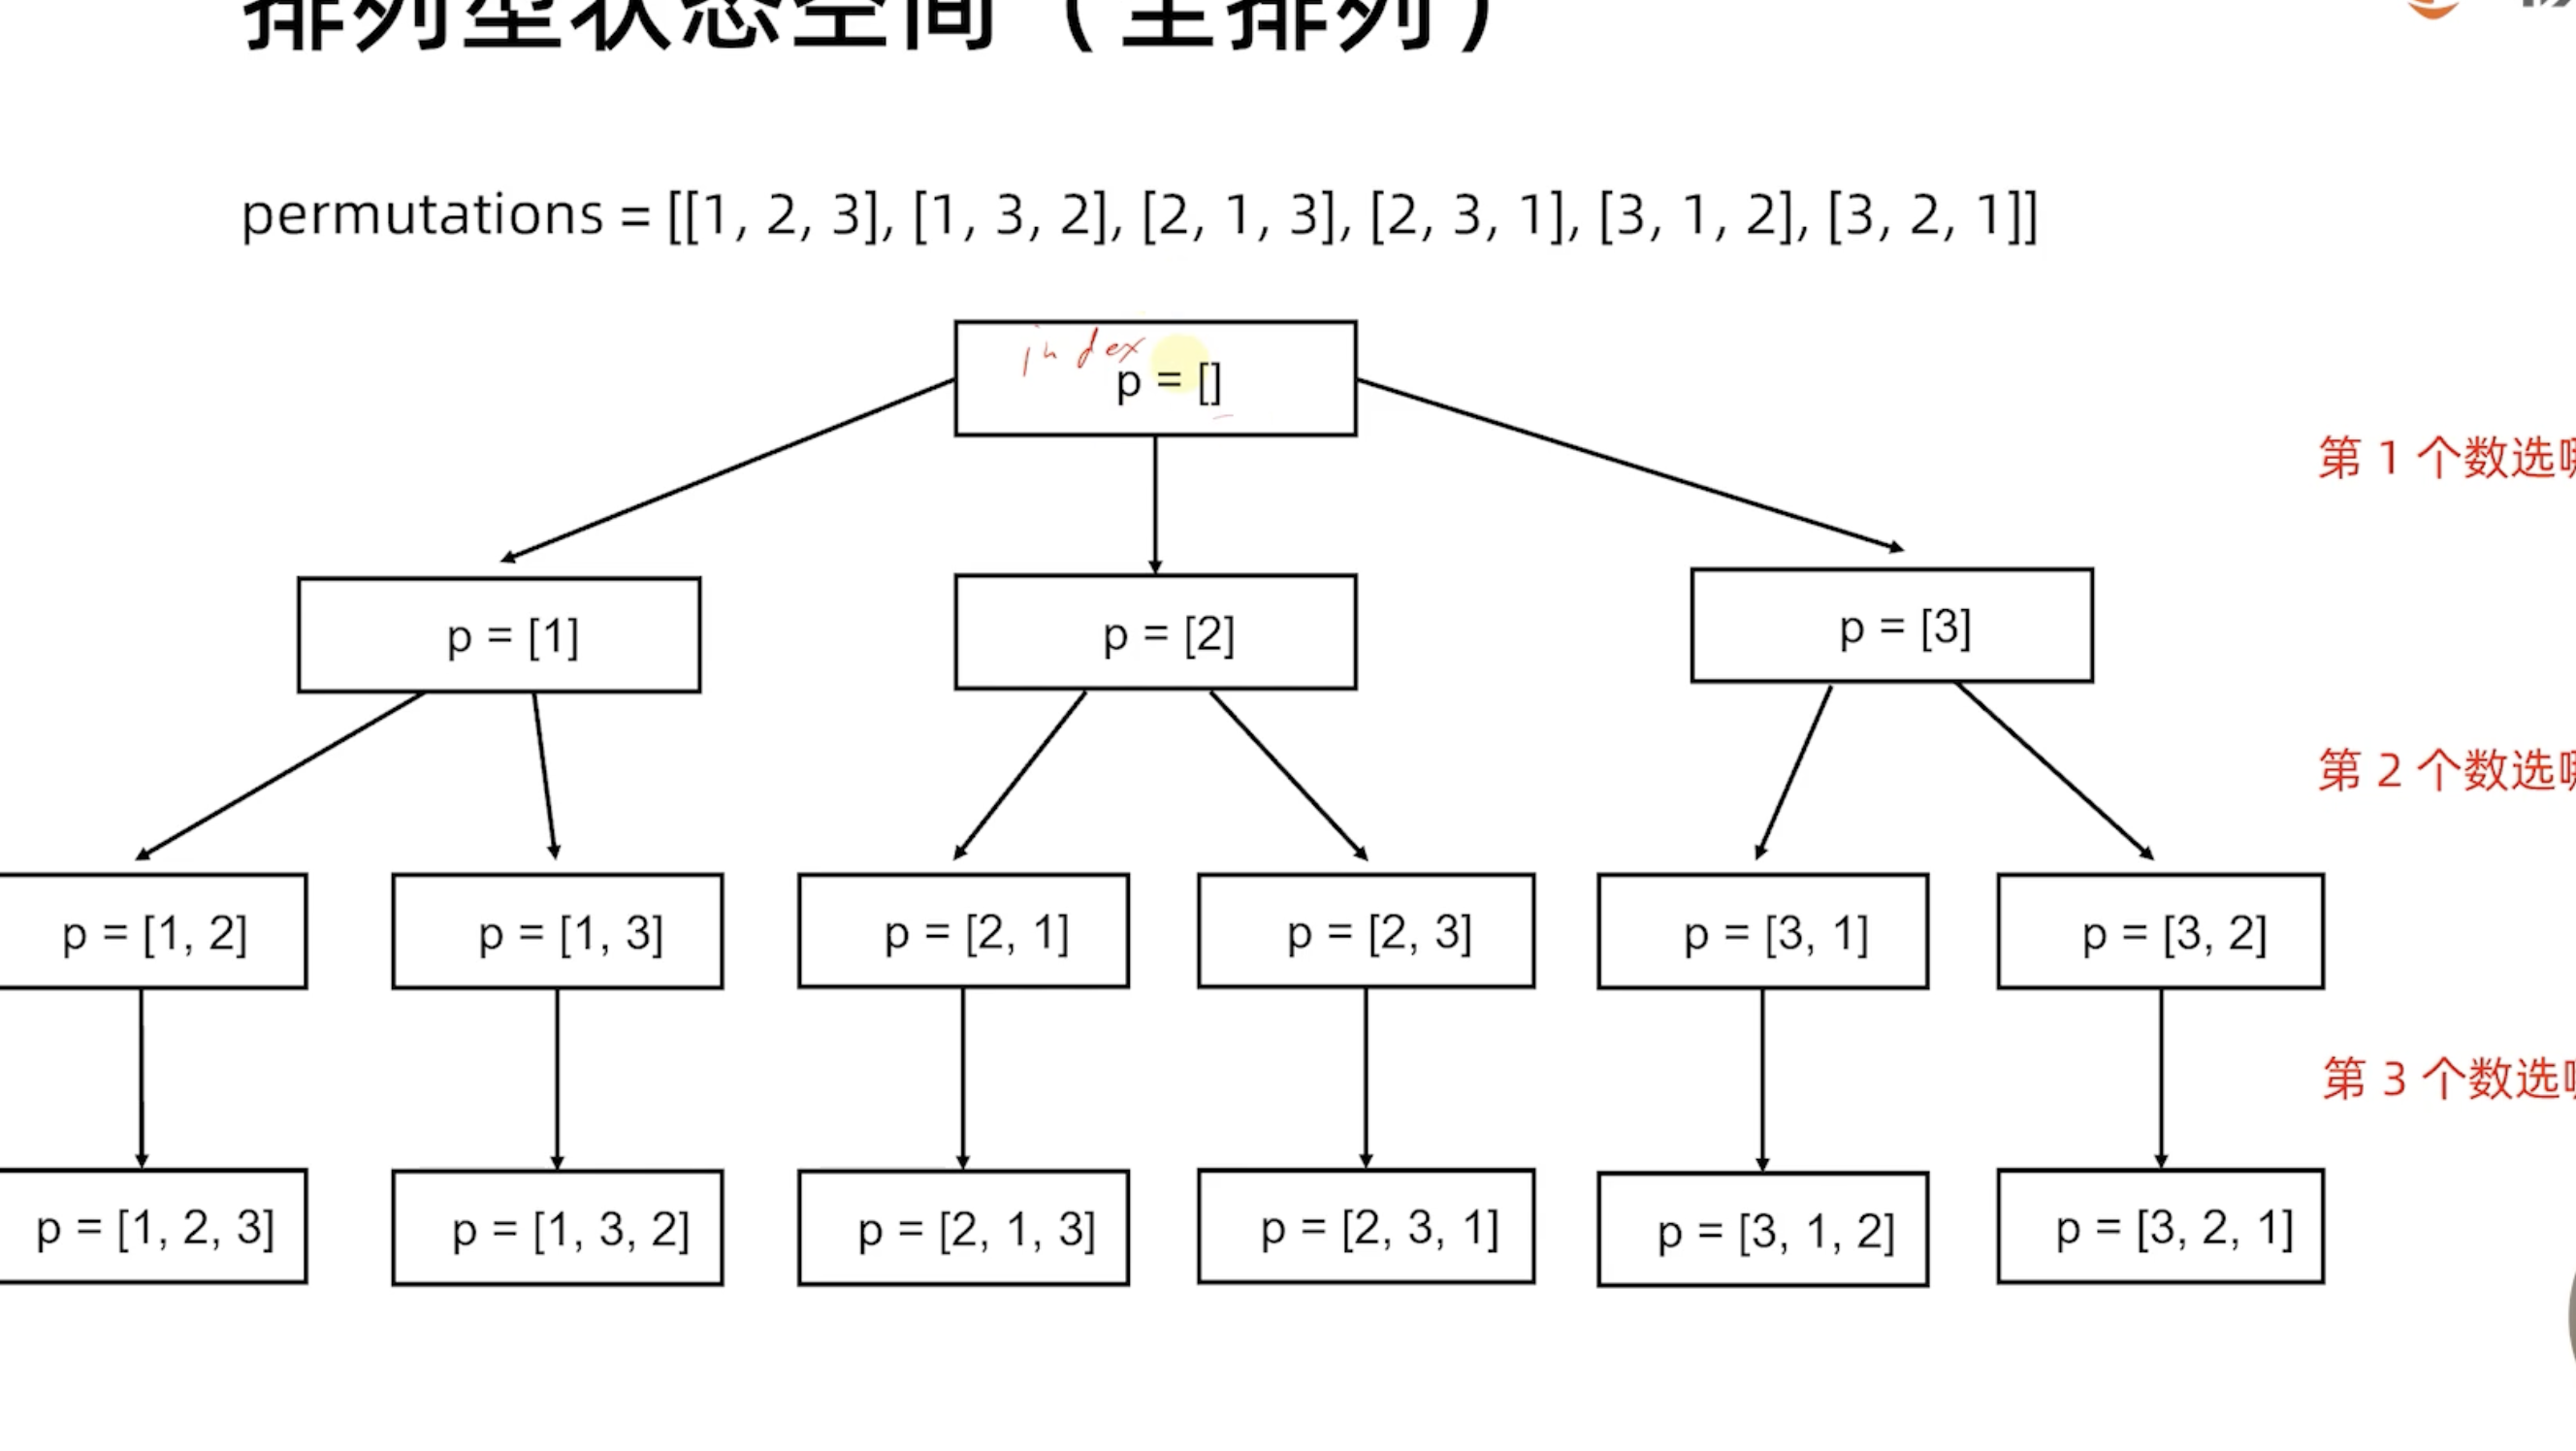 排列型状态空间（全排列）
permutations = [[1, 2, 3], [1, 3, 2], [2, 1, 3], [2, 3, 1], [3, 1, 2], [3, 2, 1]]
index
p = []
第 1 个数选哪
p = [1]
p = [2]
p = [3]
第 2 个数选哪
p = [1, 2]
p = [1, 3]
p = [2, 1]
p = [2, 3]
p = [3, 1]
p = [3, 2]
第 3 个数选哪
p = [1, 2, 3]
p = [1, 3, 2]
p = [2, 1, 3]
p = [2, 3, 1]
p = [3, 1, 2]
p = [3, 2, 1]